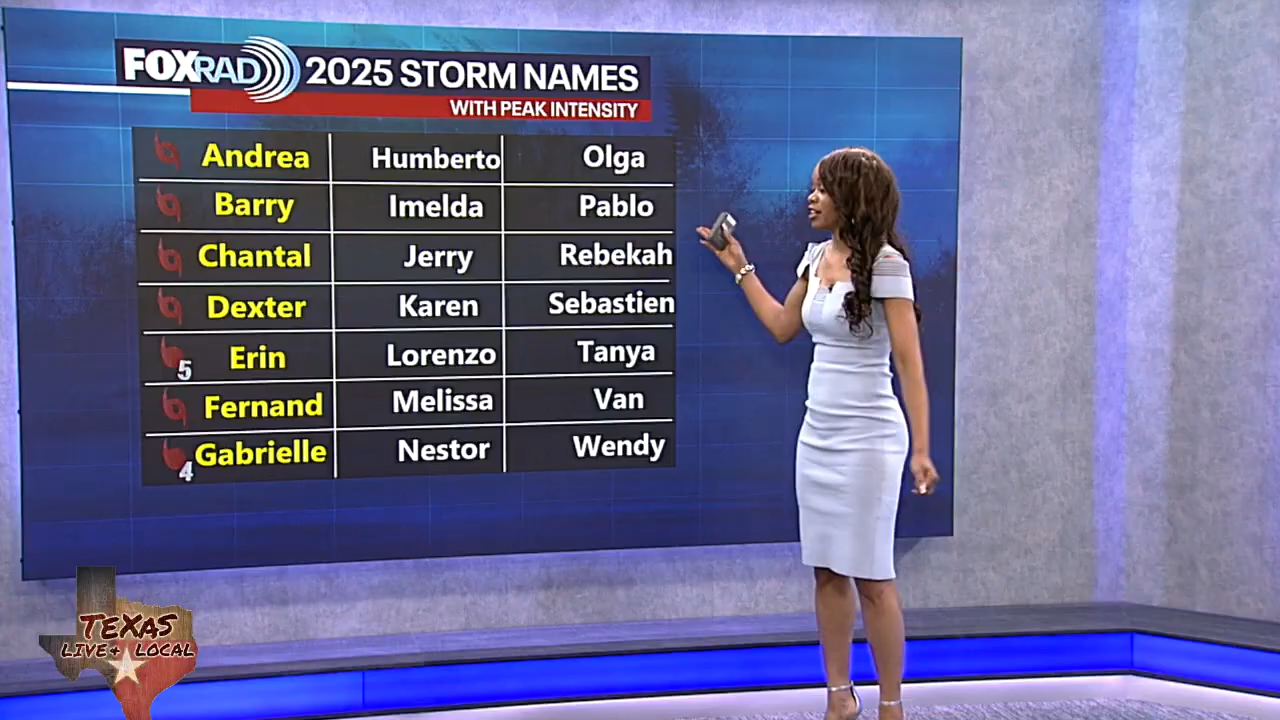 FOXRAD 2025 STORM NAMES
WITH PEAK INTENSITY
Andrea Humberto Olga
Barry Imelda Pablo
Chantal Jerry Rebekah
Dexter Karen Sebastien
5 Erin Lorenzo Tanya
Fernand Melissa Van
4 Gabrielle Nestor Wendy
TEXAS
LIVE+ LOCAL